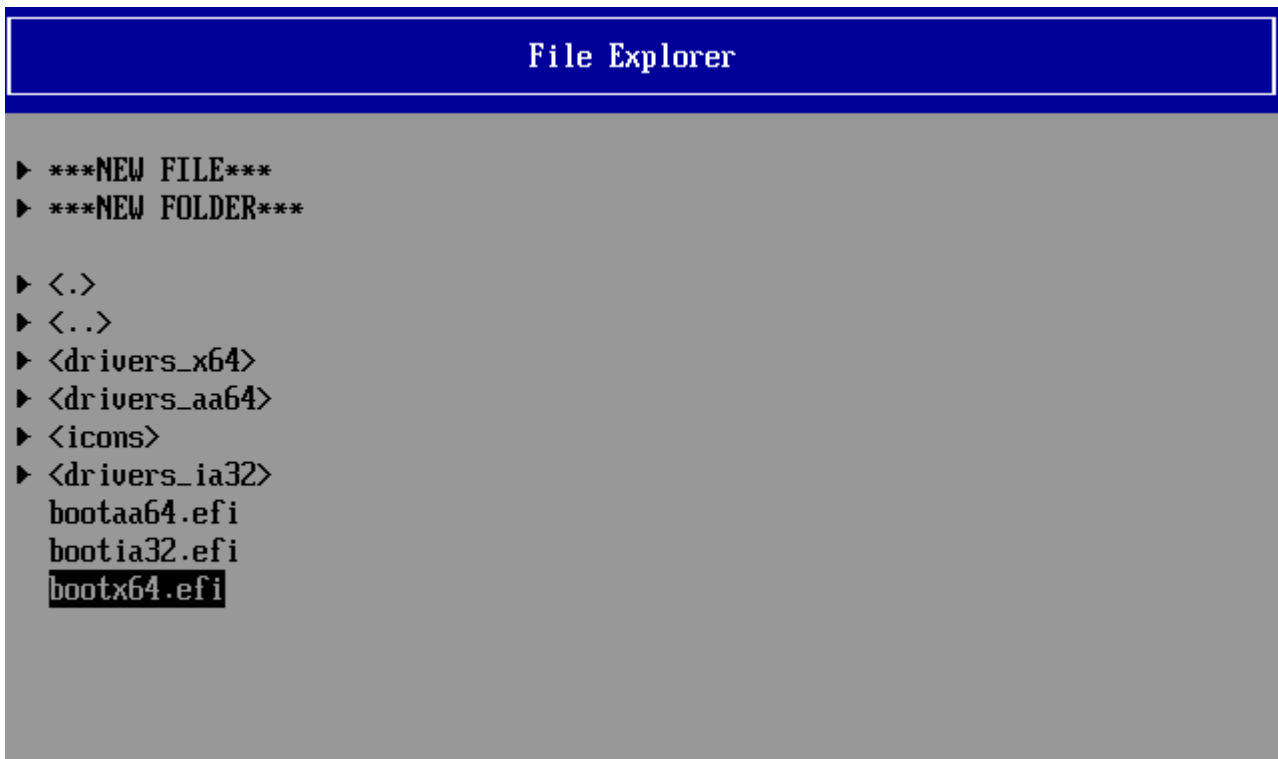 File Explorer
***NEW FILE***
***NEW FOLDER***
<.>
<..>
<drivers_x64>
<drivers_aa64>
<icons>
<drivers_ia32>
bootaa64.efi
bootia32.efi
bootx64.efi